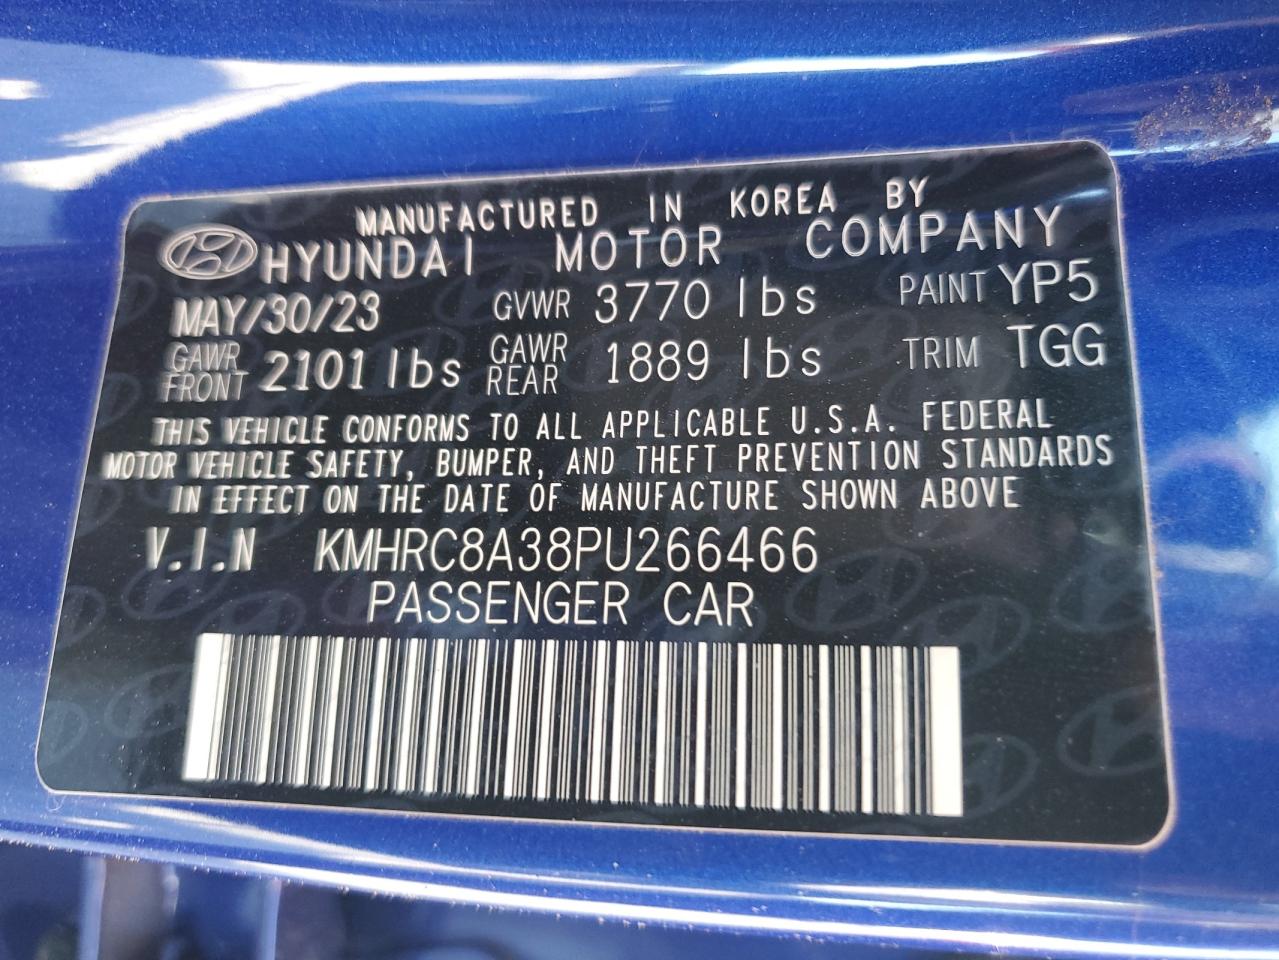 MANUFACTURED IN KOREA BY
HYUNDAI MOTOR COMPANY
MAY/30/23 GVWR 3770 lbs PAINT YP5
GAWR FRONT 2101 lbs GAWR REAR 1889 lbs TRIM TGG
THIS VEHICLE CONFORMS TO ALL APPLICABLE U.S.A. FEDERAL
MOTOR VEHICLE SAFETY, BUMPER, AND THEFT PREVENTION STANDARDS
IN EFFECT ON THE DATE OF MANUFACTURE SHOWN ABOVE
V.I.N KMHRC8A38PU266466
PASSENGER CAR